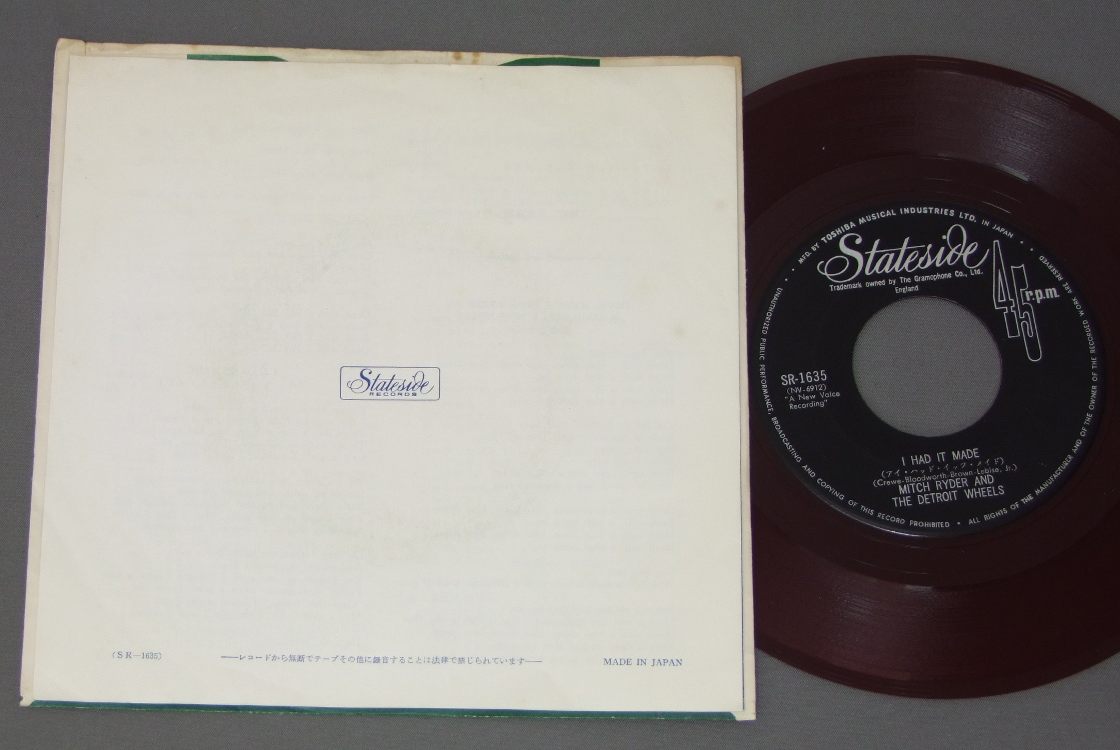 Stateside
RECORDS
(SR—1635)
——レコードから無断でテープその他に録音することは法律で禁じられています——
MADE IN JAPAN
MFD. BY TOSHIBA MUSICAL INDUSTRIES LTD. IN JAPAN
Stateside
Trademark owned by The Gramophone Co., Ltd.
England
45 r.p.m.
SR-1635
(NV-6912)
"A New Voice
Recording"
I HAD IT MADE
(アイ・ハッド・イット・メイド)
(Crewe-Bloodworth-Brown-Lobise, Jr.)
MITCH RYDER AND
THE DETROIT WHEELS
UNAUTHORIZED PUBLIC PERFORMANCE, BROADCASTING AND COPYING OF THIS RECORD PROHIBITED • ALL RIGHTS OF THE MANUFACTURER AND OF THE OWNER OF THE RECORDED WORK ARE RESERVED